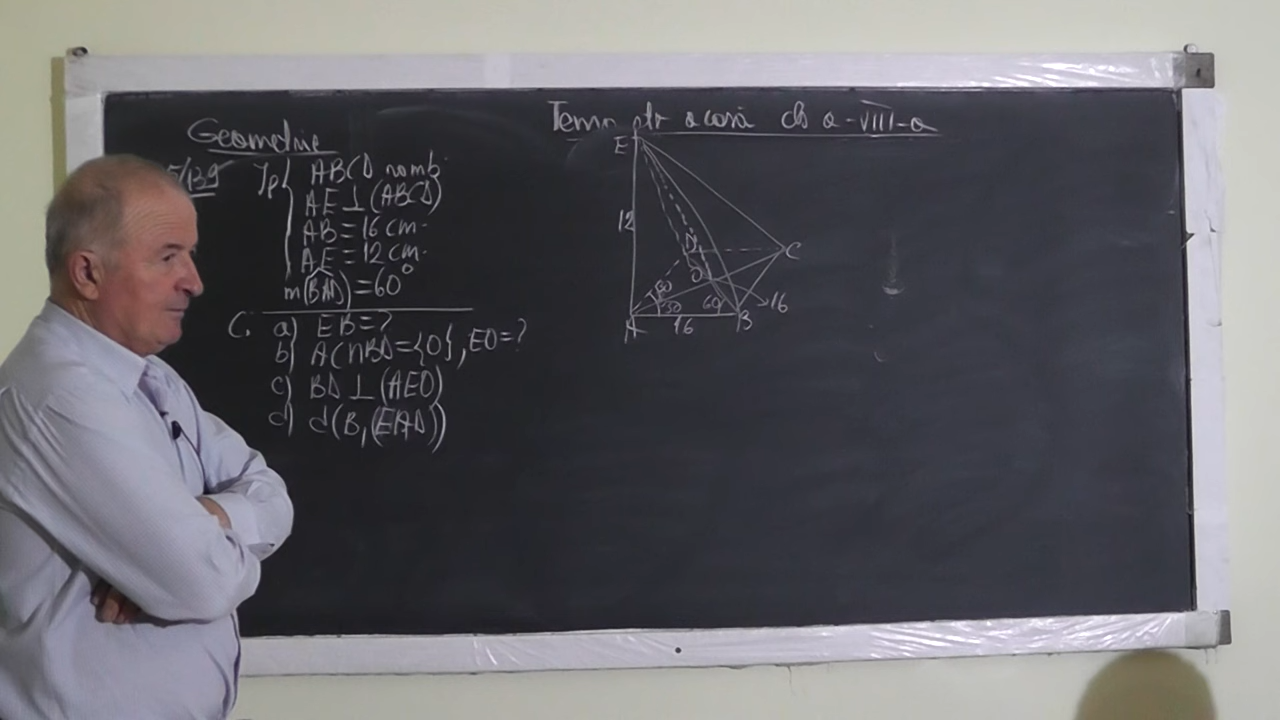 Geometrie
Tema ptr acasă cls a-VIII-a
5/139
Ip
ABCD romb
AE ⊥ (ABCD)
AB = 16 cm.
AE = 12 cm.
m(BAD) = 60°
C. a) EB = ?
b) AC∩BD={O}, EO=?
c) BD ⊥ (AEO)
d) d(B,(EAD))
E
12
D
C
O
60
30
60
16
A
16
B